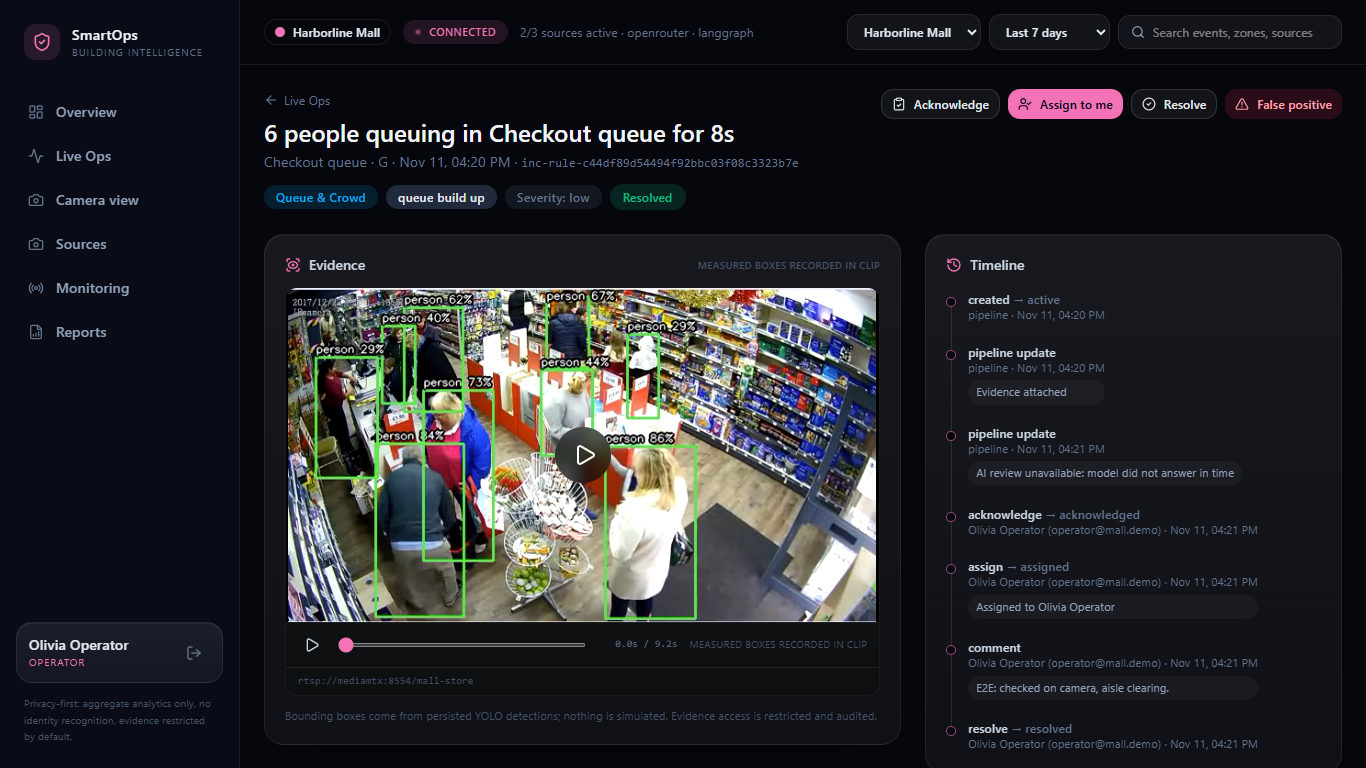 SmartOps
BUILDING INTELLIGENCE
Harborline Mall
CONNECTED
2/3 sources active · openrouter · langgraph
Harborline Mall
Last 7 days
Search events, zones, sources
Overview
Live Ops
Camera view
Sources
Monitoring
Reports
Olivia Operator
OPERATOR
Privacy-first: aggregate analytics only, no
identity recognition, evidence restricted
by default.
← Live Ops
Acknowledge
Assign to me
Resolve
False positive
6 people queuing in Checkout queue for 8s
Checkout queue · G · Nov 11, 04:20 PM · inc-rule-c44df89d54494f92bbc03f08c3323b7e
Queue & Crowd
queue build up
Severity: low
Resolved
Evidence
MEASURED BOXES RECORDED IN CLIP
person 62%
person 67%
person 40%
person 29%
person 29%
person 44%
person 73%
person 84%
person 86%
0.0s / 9.2s
MEASURED BOXES RECORDED IN CLIP
rtsp://mediamtx:8554/mall-store
Bounding boxes come from persisted YOLO detections; nothing is simulated. Evidence access is restricted and audited.
Timeline
created → active
pipeline · Nov 11, 04:20 PM
pipeline update
pipeline · Nov 11, 04:20 PM
Evidence attached
pipeline update
pipeline · Nov 11, 04:21 PM
AI review unavailable: model did not answer in time
acknowledge → acknowledged
Olivia Operator (operator@mall.demo) · Nov 11, 04:21 PM
assign → assigned
Olivia Operator (operator@mall.demo) · Nov 11, 04:21 PM
Assigned to Olivia Operator
comment
Olivia Operator (operator@mall.demo) · Nov 11, 04:21 PM
E2E: checked on camera, aisle clearing.
resolve → resolved
Olivia Operator (operator@mall.demo) · Nov 11, 04:21 PM